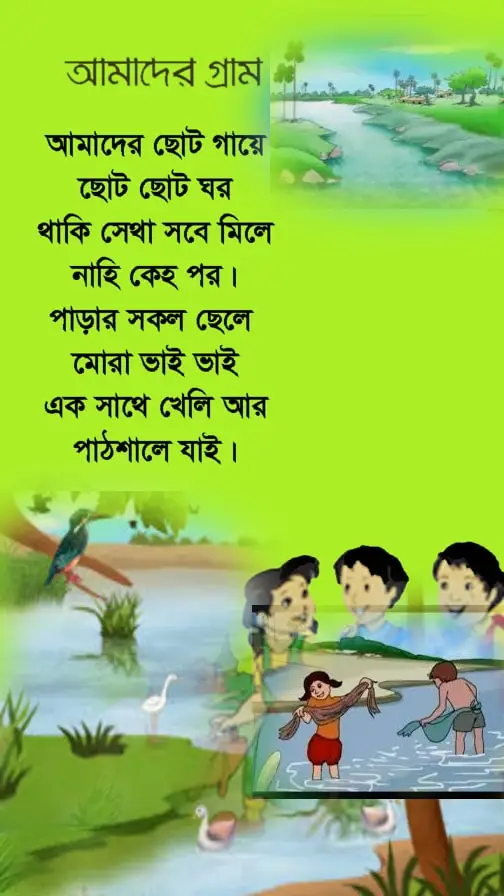 আমাদের গ্রাম
আমাদের ছোট গায়ে
ছোট ছোট ঘর
থাকি সেথা সবে মিলে
নাহি কেহ পর।
পাড়ার সকল ছেলে
মোরা ভাই ভাই
এক সাথে খেলি আর
পাঠশালে যাই।